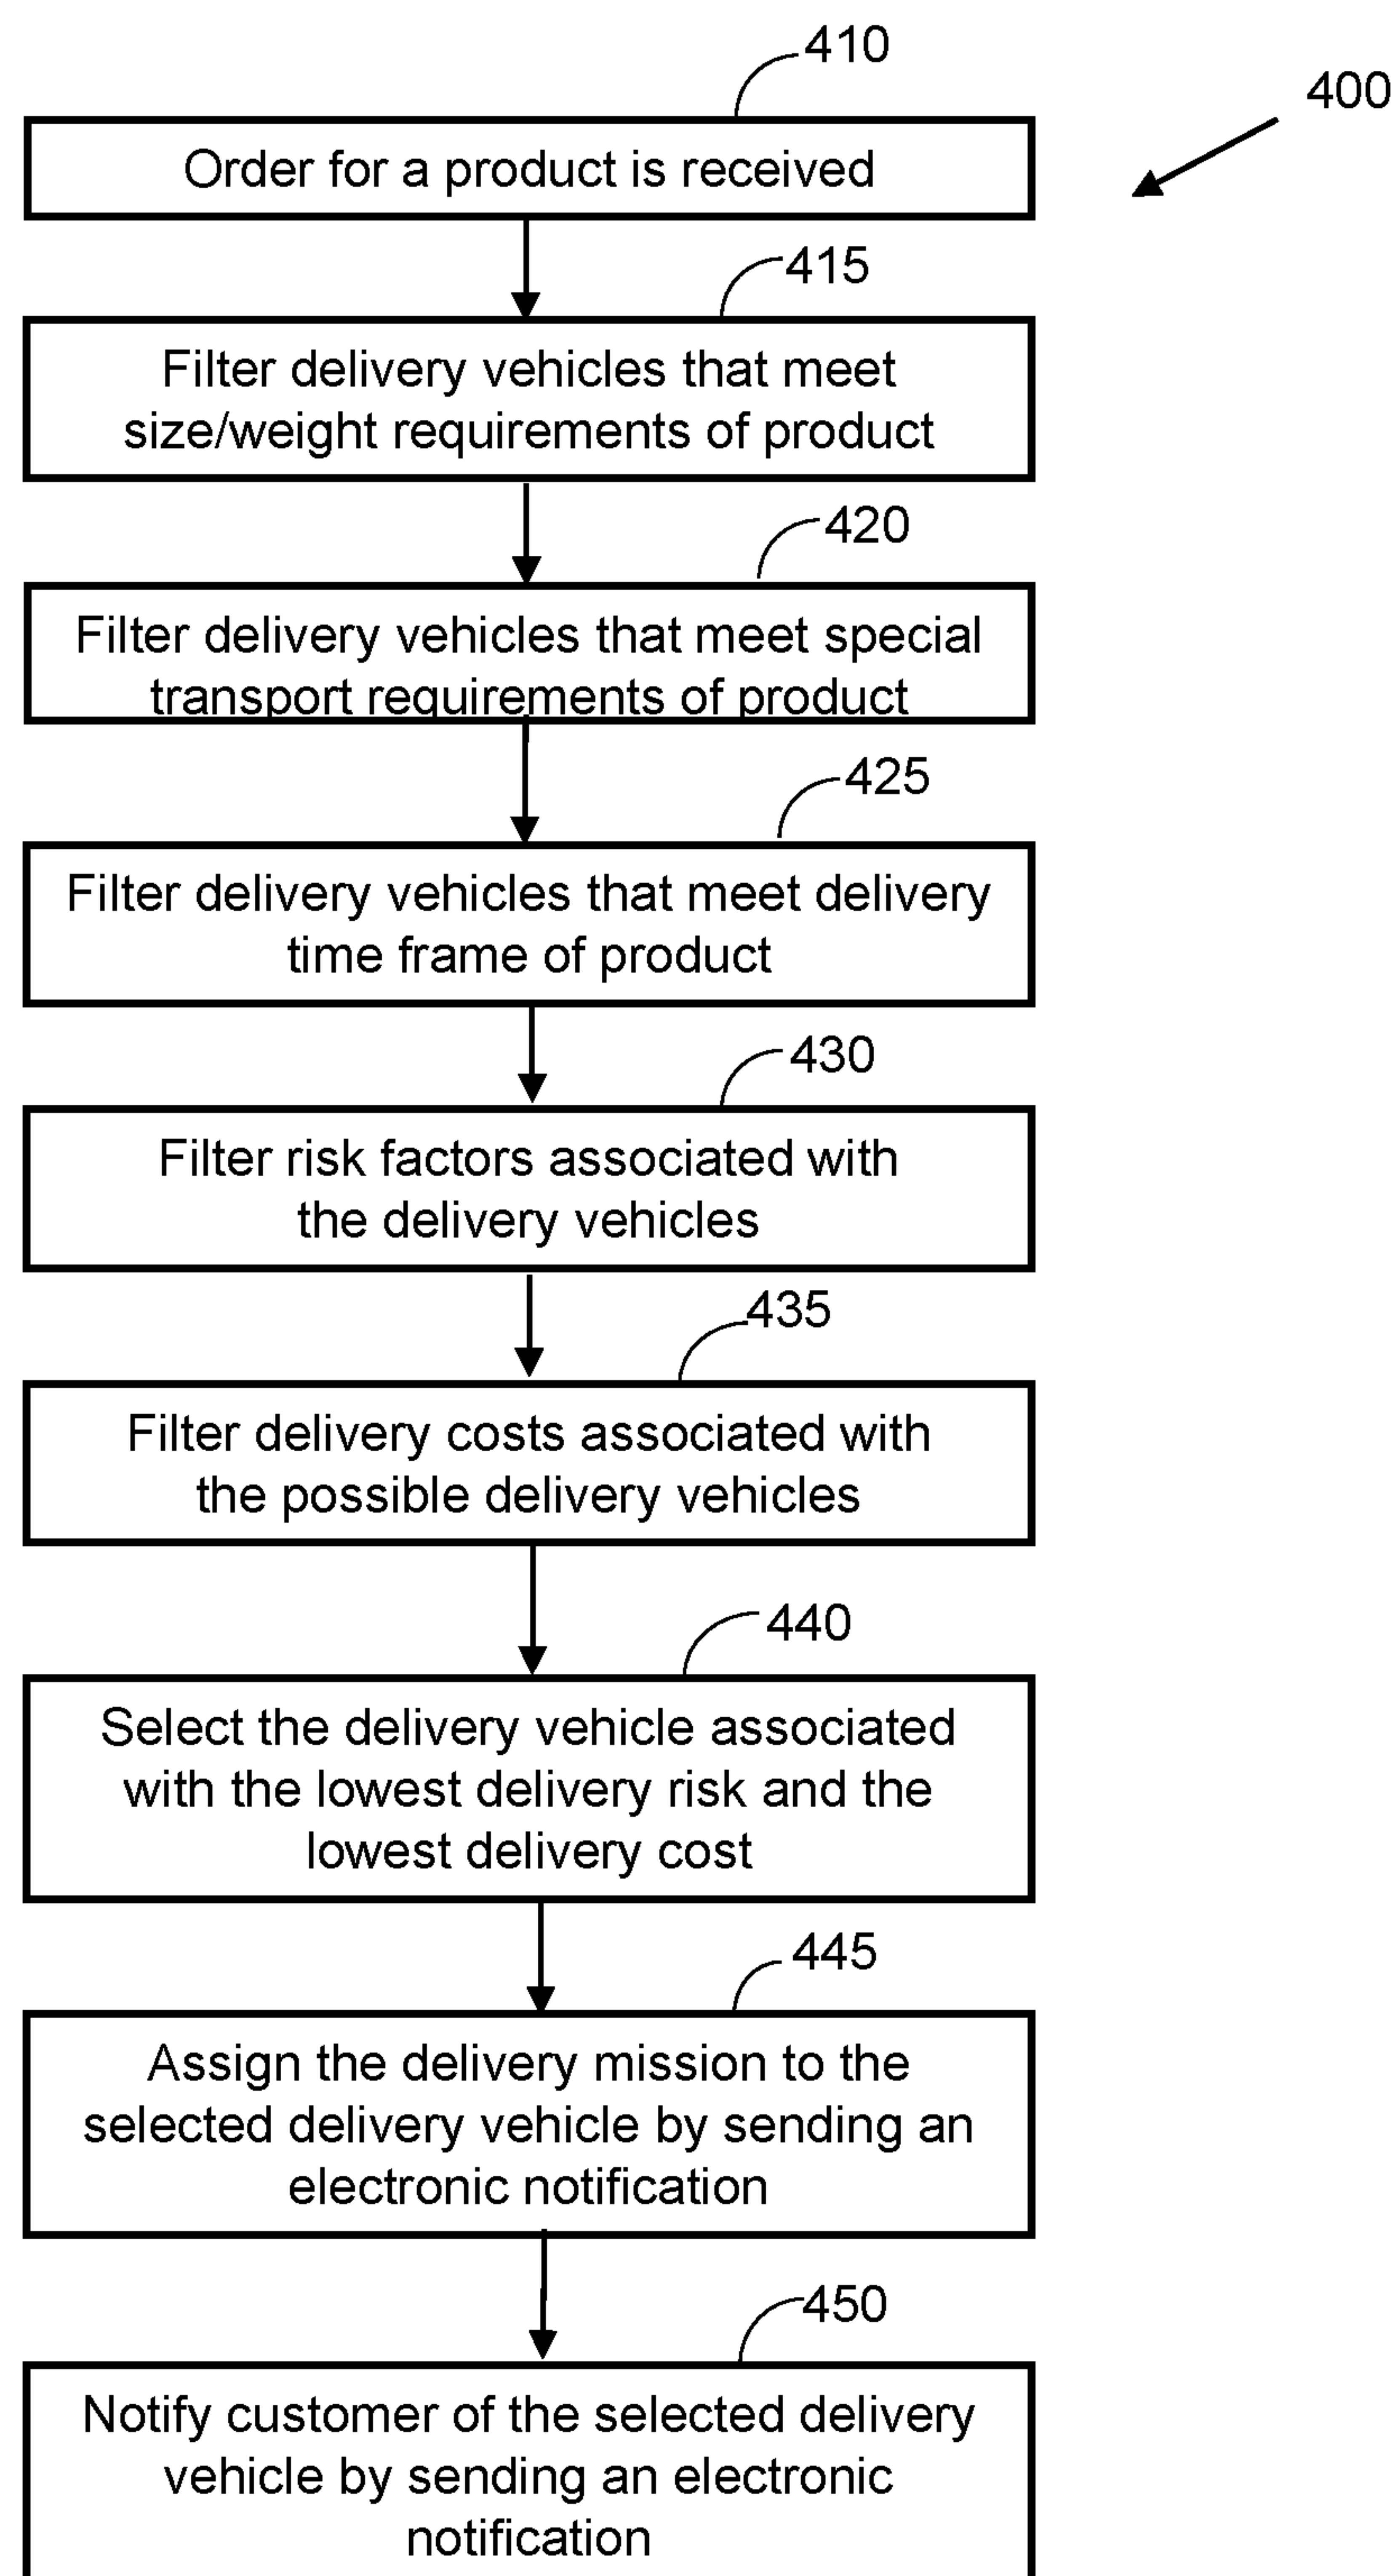 410
400
Order for a product is received
415
Filter delivery vehicles that meet
size/weight requirements of product
420
Filter delivery vehicles that meet special
transport requirements of product
425
Filter delivery vehicles that meet delivery
time frame of product
430
Filter risk factors associated with
the delivery vehicles
435
Filter delivery costs associated with
the possible delivery vehicles
440
Select the delivery vehicle associated
with the lowest delivery risk and the
lowest delivery cost
445
Assign the delivery mission to the
selected delivery vehicle by sending an
electronic notification
450
Notify customer of the selected delivery
vehicle by sending an electronic
notification